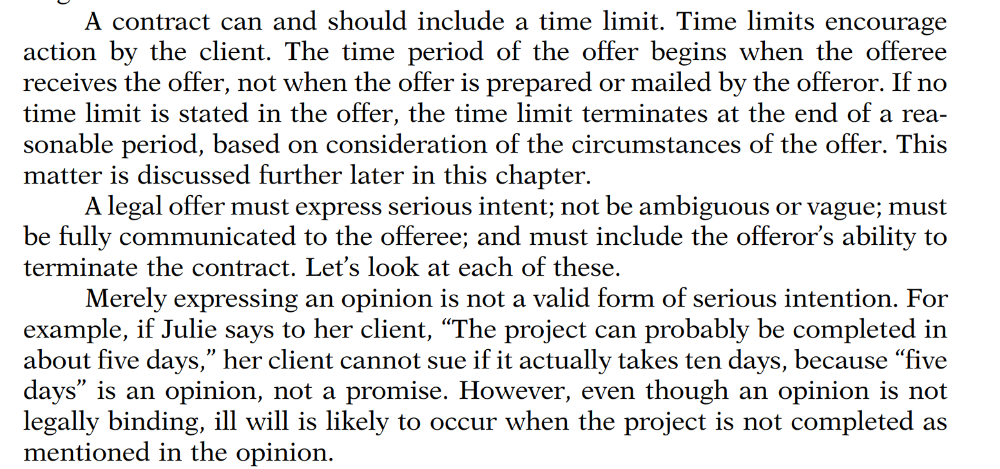 A contract can and should include a time limit. Time limits encourage
action by the client. The time period of the offer begins when the offeree
receives the offer, not when the offer is prepared or mailed by the offeror. If no
time limit is stated in the offer, the time limit terminates at the end of a rea-
sonable period, based on consideration of the circumstances of the offer. This
matter is discussed further later in this chapter.
A legal offer must express serious intent; not be ambiguous or vague; must
be fully communicated to the offeree; and must include the offeror’s ability to
terminate the contract. Let’s look at each of these.
Merely expressing an opinion is not a valid form of serious intention. For
example, if Julie says to her client, “The project can probably be completed in
about five days,” her client cannot sue if it actually takes ten days, because “five
days” is an opinion, not a promise. However, even though an opinion is not
legally binding, ill will is likely to occur when the project is not completed as
mentioned in the opinion.